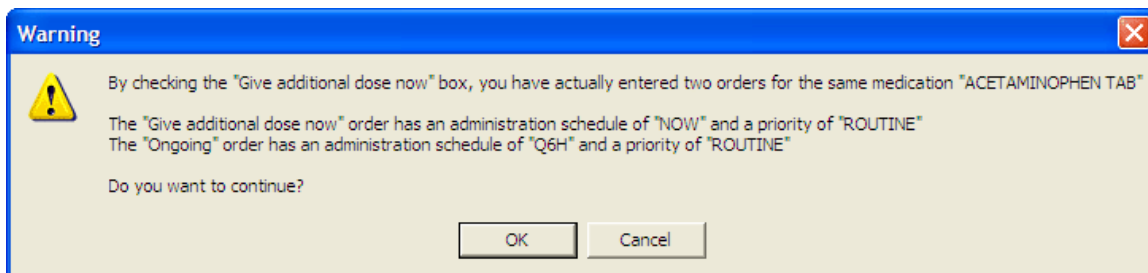 Warning
By checking the "Give additional dose now" box, you have actually entered two orders for the same medication "ACETAMINOPHEN TAB"
The "Give additional dose now" order has an administration schedule of "NOW" and a priority of "ROUTINE"
The "Ongoing" order has an administration schedule of "Q6H" and a priority of "ROUTINE"
Do you want to continue?
OK Cancel